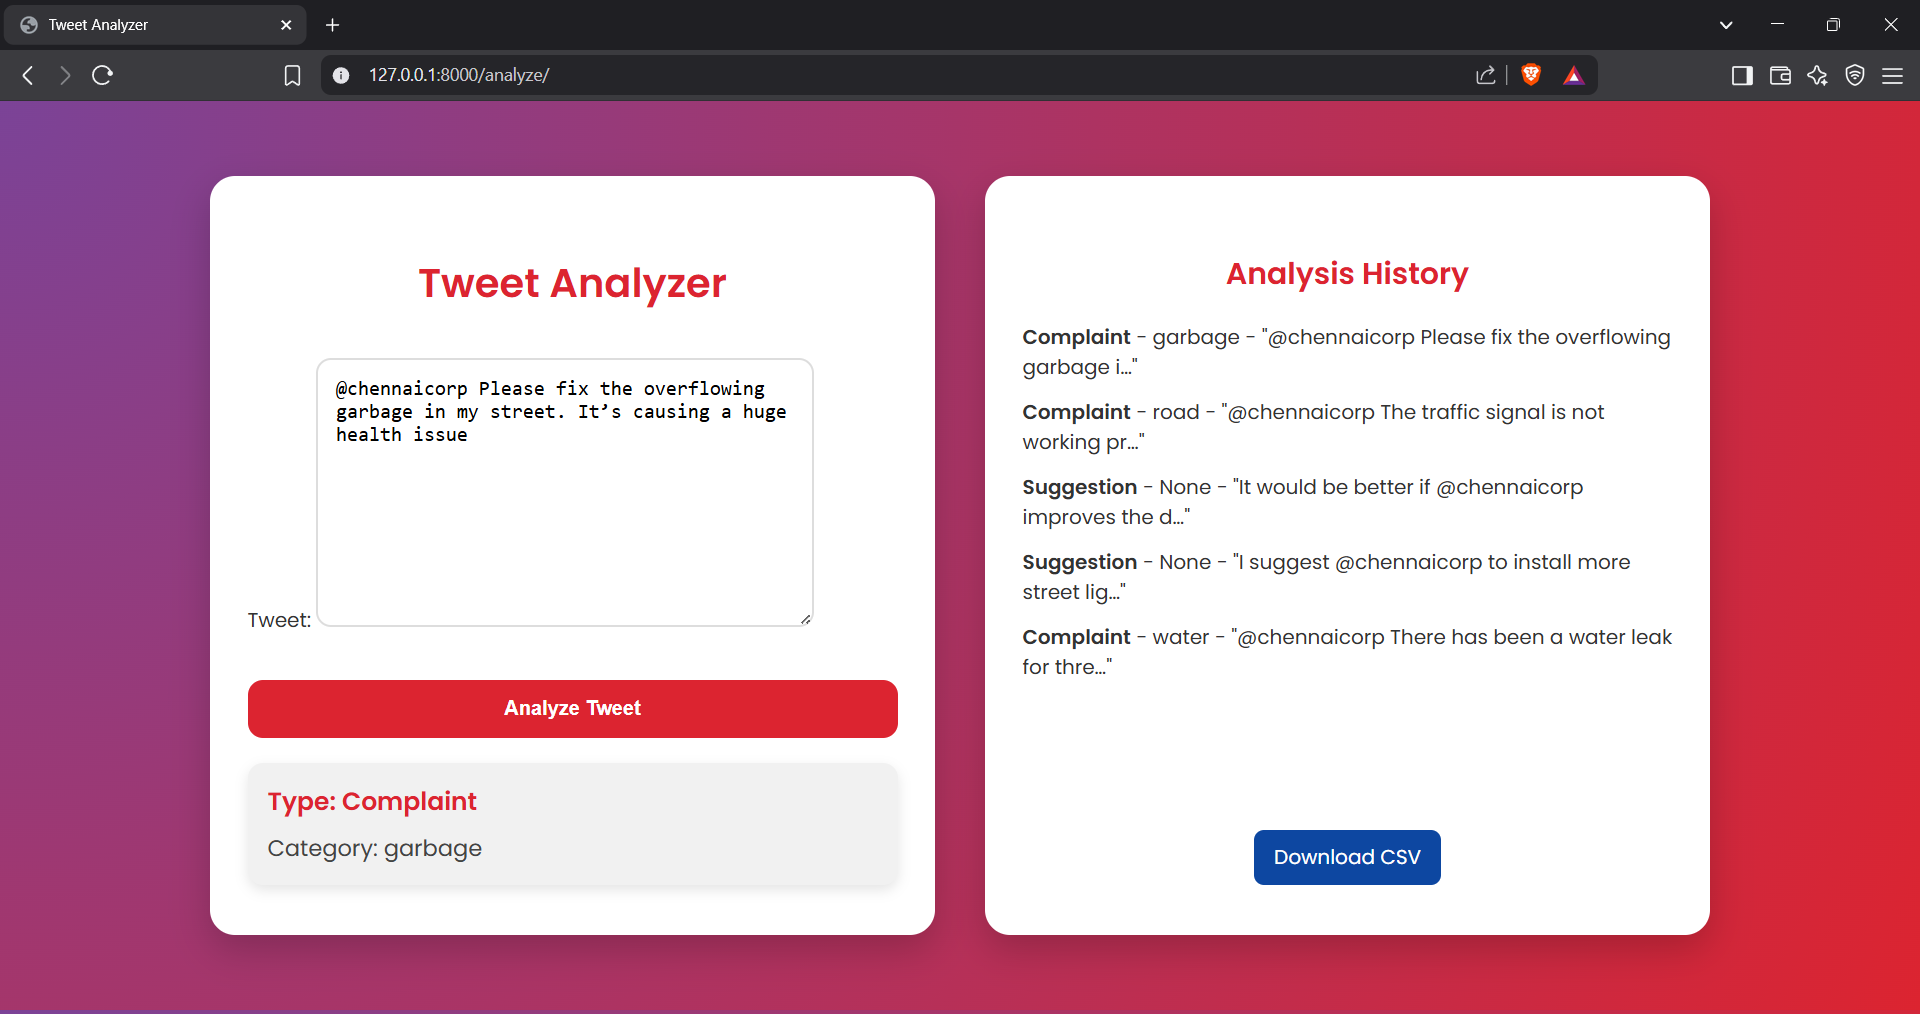 Tweet Analyzer
127.0.0.1:8000/analyze/
Tweet Analyzer
@chennaicorp Please fix the overflowing
garbage in my street. It’s causing a huge
health issue
Tweet:
Analyze Tweet
Type: Complaint
Category: garbage
Analysis History
Complaint - garbage - "@chennaicorp Please fix the overflowing
garbage i..."
Complaint - road - "@chennaicorp The traffic signal is not
working pr..."
Suggestion - None - "It would be better if @chennaicorp
improves the d..."
Suggestion - None - "I suggest @chennaicorp to install more
street lig..."
Complaint - water - "@chennaicorp There has been a water leak
for thre..."
Download CSV